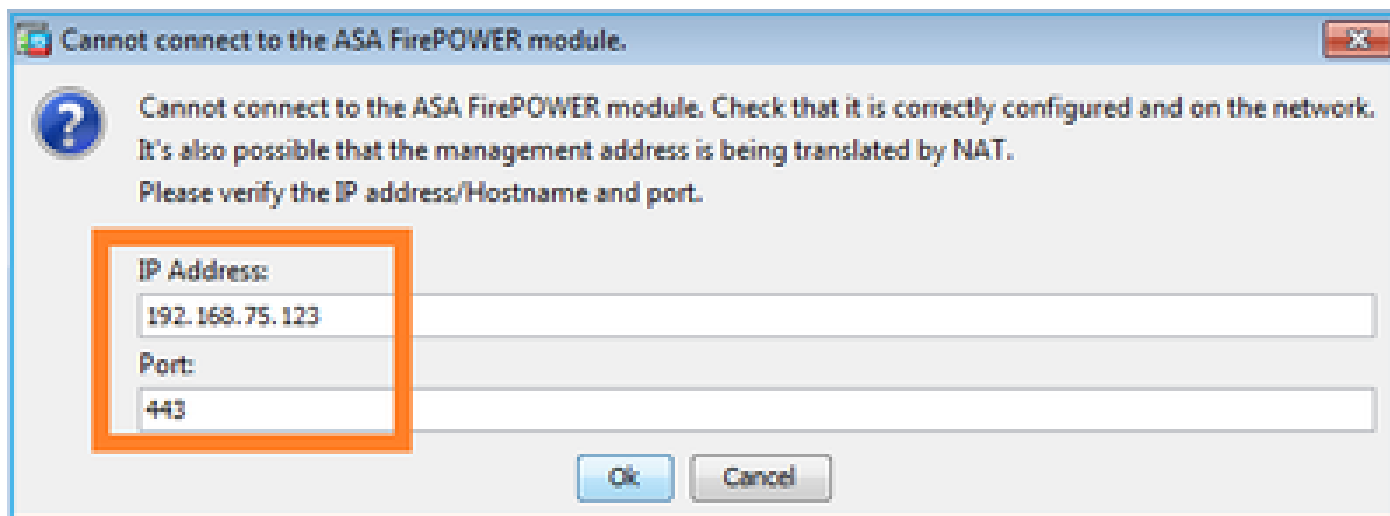 Cannot connect to the ASA FirePOWER module.
Cannot connect to the ASA FirePOWER module. Check that it is correctly configured and on the network.
It's also possible that the management address is being translated by NAT.
Please verify the IP address/Hostname and port.
IP Address:
192.168.75.123
Port:
443
Ok Cancel